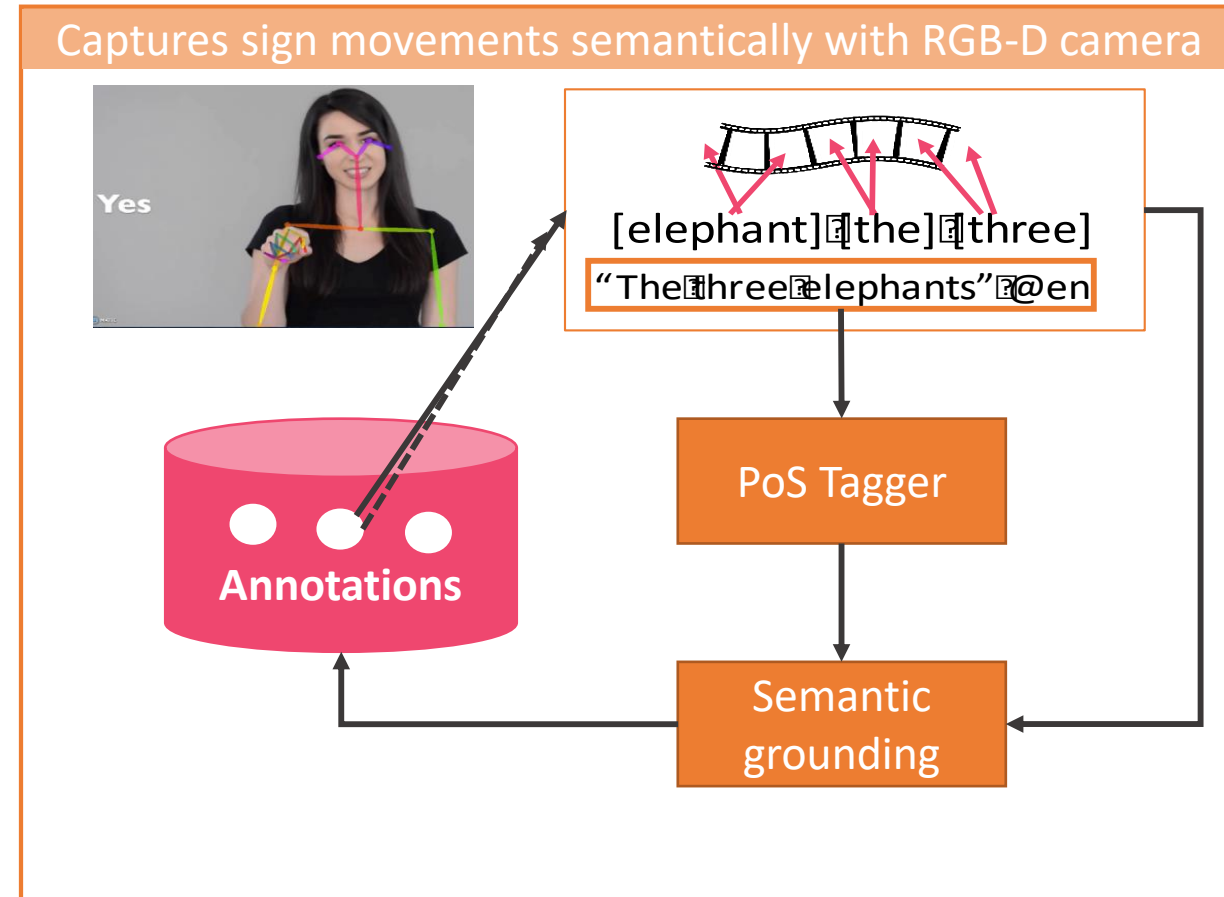 Captures sign movements semantically with RGB-D camera
Yes
[elephant]⍰[the]⍰[three]
“The⍰three⍰elephants”⍰@en
PoS Tagger
Annotations
Semantic
grounding